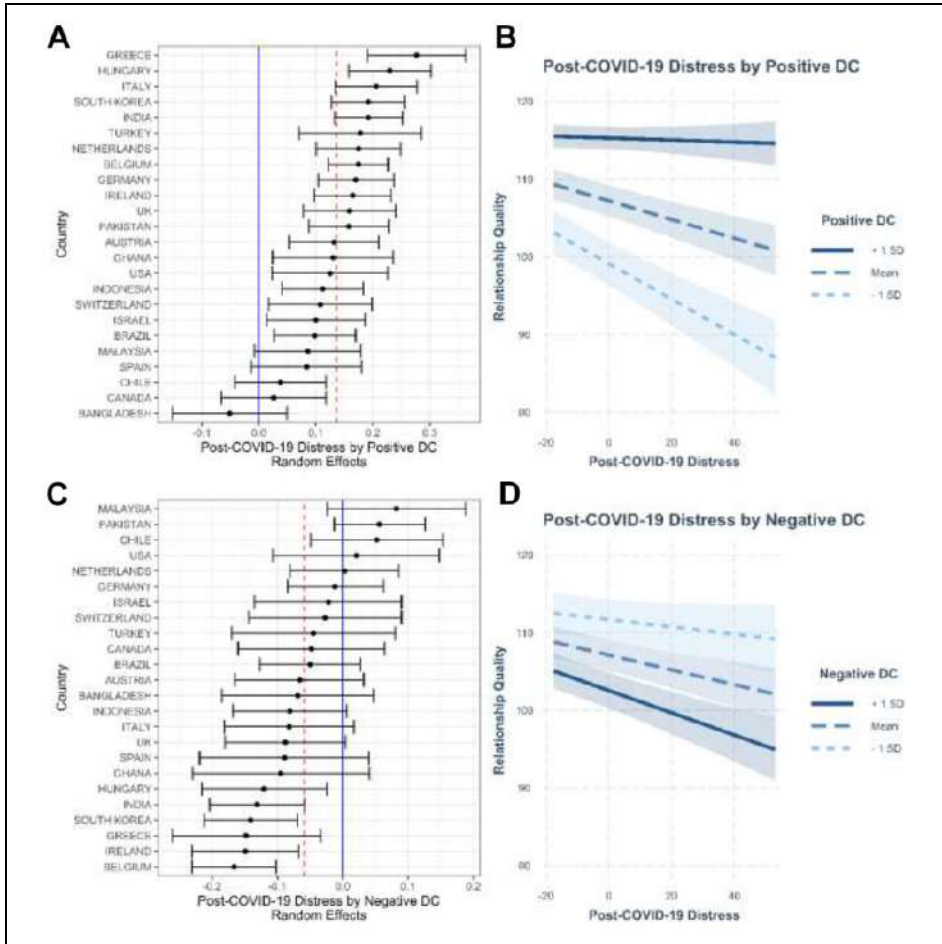 A
Country
GREECE
HUNGARY
ITALY
SOUTH KOREA
INDIA
TURKEY
NETHERLANDS
BELGIUM
GERMANY
IRELAND
UK
PAKISTAN
AUSTRIA
GHANA
USA
INDONESIA
SWITZERLAND
ISRAEL
BRAZIL
MALAYSIA
SPAIN
CHILE
CANADA
BANGLADESH
-0.1 0.0 0.1 0.2 0.3
Post-COVID-19 Distress by Positive DC
Random Effects
B
Post-COVID-19 Distress by Positive DC
Relationship Quality
120
110
100
90
80
-20 0 20 40
Post-COVID-19 Distress
Positive DC
+ 1 SD
Mean
- 1 SD
C
Country
MALAYSIA
PAKISTAN
CHILE
USA
NETHERLANDS
GERMANY
ISRAEL
SWITZERLAND
TURKEY
CANADA
BRAZIL
AUSTRIA
BANGLADESH
INDONESIA
ITALY
UK
SPAIN
GHANA
HUNGARY
INDIA
SOUTH KOREA
GREECE
IRELAND
BELGIUM
-0.2 -0.1 0.0 0.1 0.2
Post-COVID-19 Distress by Negative DC
Random Effects
D
Post-COVID-19 Distress by Negative DC
Relationship Quality
120
110
100
90
80
-20 0 20 40
Post-COVID-19 Distress
Negative DC
+ 1 SD
Mean
- 1 SD